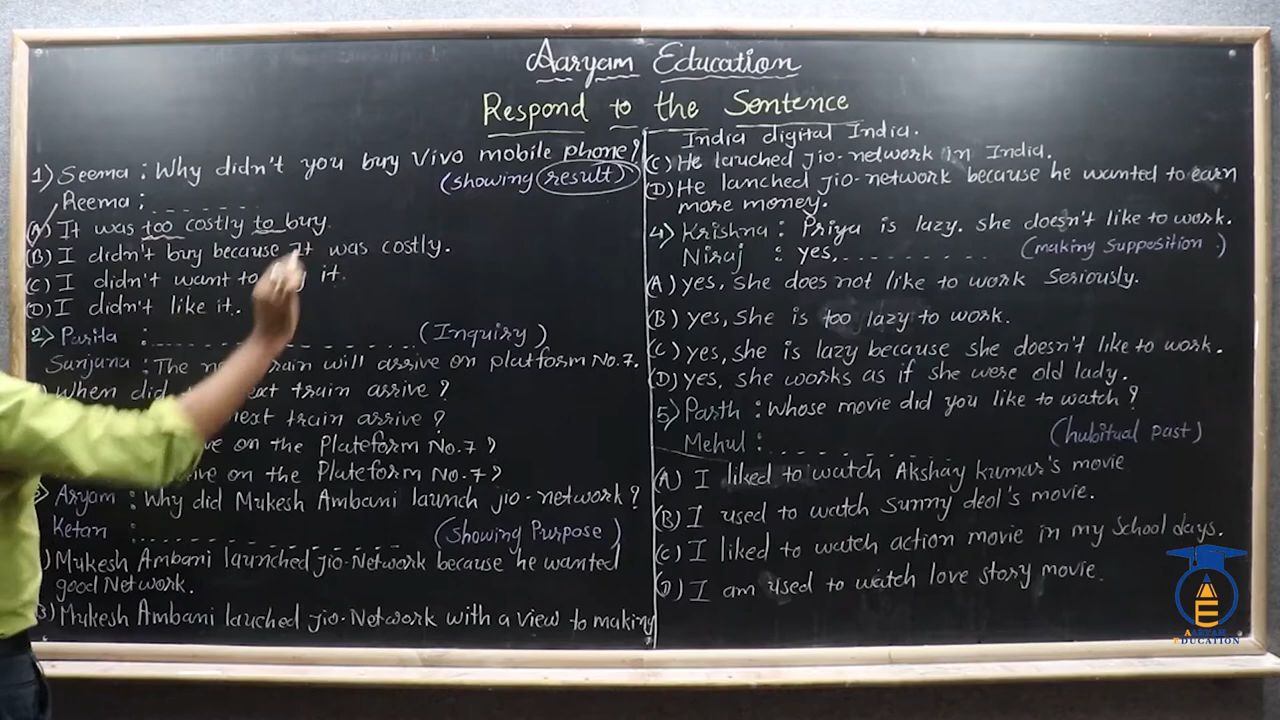 Aaryam Education
Respond to the Sentence
1) Seema : Why didn't you buy Vivo mobile phone?
(showing result)
Reema :
(A) It was too costly to buy.
(B) I didn't buy because It was costly.
(C) I didn't want to it.
(D) I didn't like it.
2) Parita : (Inquiry)
Sanjana : The train will arrive on platform No.7.
When did next train arrive?
next train arrive?
on the Plateform No.7?
arrive on the Plateform No.7?
Aryam : Why did Mukesh Ambani launch jio-network?
Ketan : (Showing Purpose)
) Mukesh Ambani launched jio-Network because he wanted
good Network.
) Mukesh Ambani lauched jio-Network with a view to making
India digital India.
(C) He lauched jio-network in India.
(D) He lanched jio-network because he wanted to earn
more money.
4) Krishna : Priya is lazy. she doesn't like to work.
Niraj : yes, (making Supposition)
(A) yes, she does not like to work Seriously.
(B) yes, she is too lazy to work.
(C) yes, she is lazy because she doesn't like to work.
(D) yes, she works as if she were old lady.
5) Parth : Whose movie did you like to watch?
Mehul : (hubitual past)
(A) I liked to watch Akshay kumar's movie
(B) I used to watch Sunny deol's movie.
(C) I liked to watch action movie in my School days.
(D) I am used to watch love story movie.
AARYAM
EDUCATION